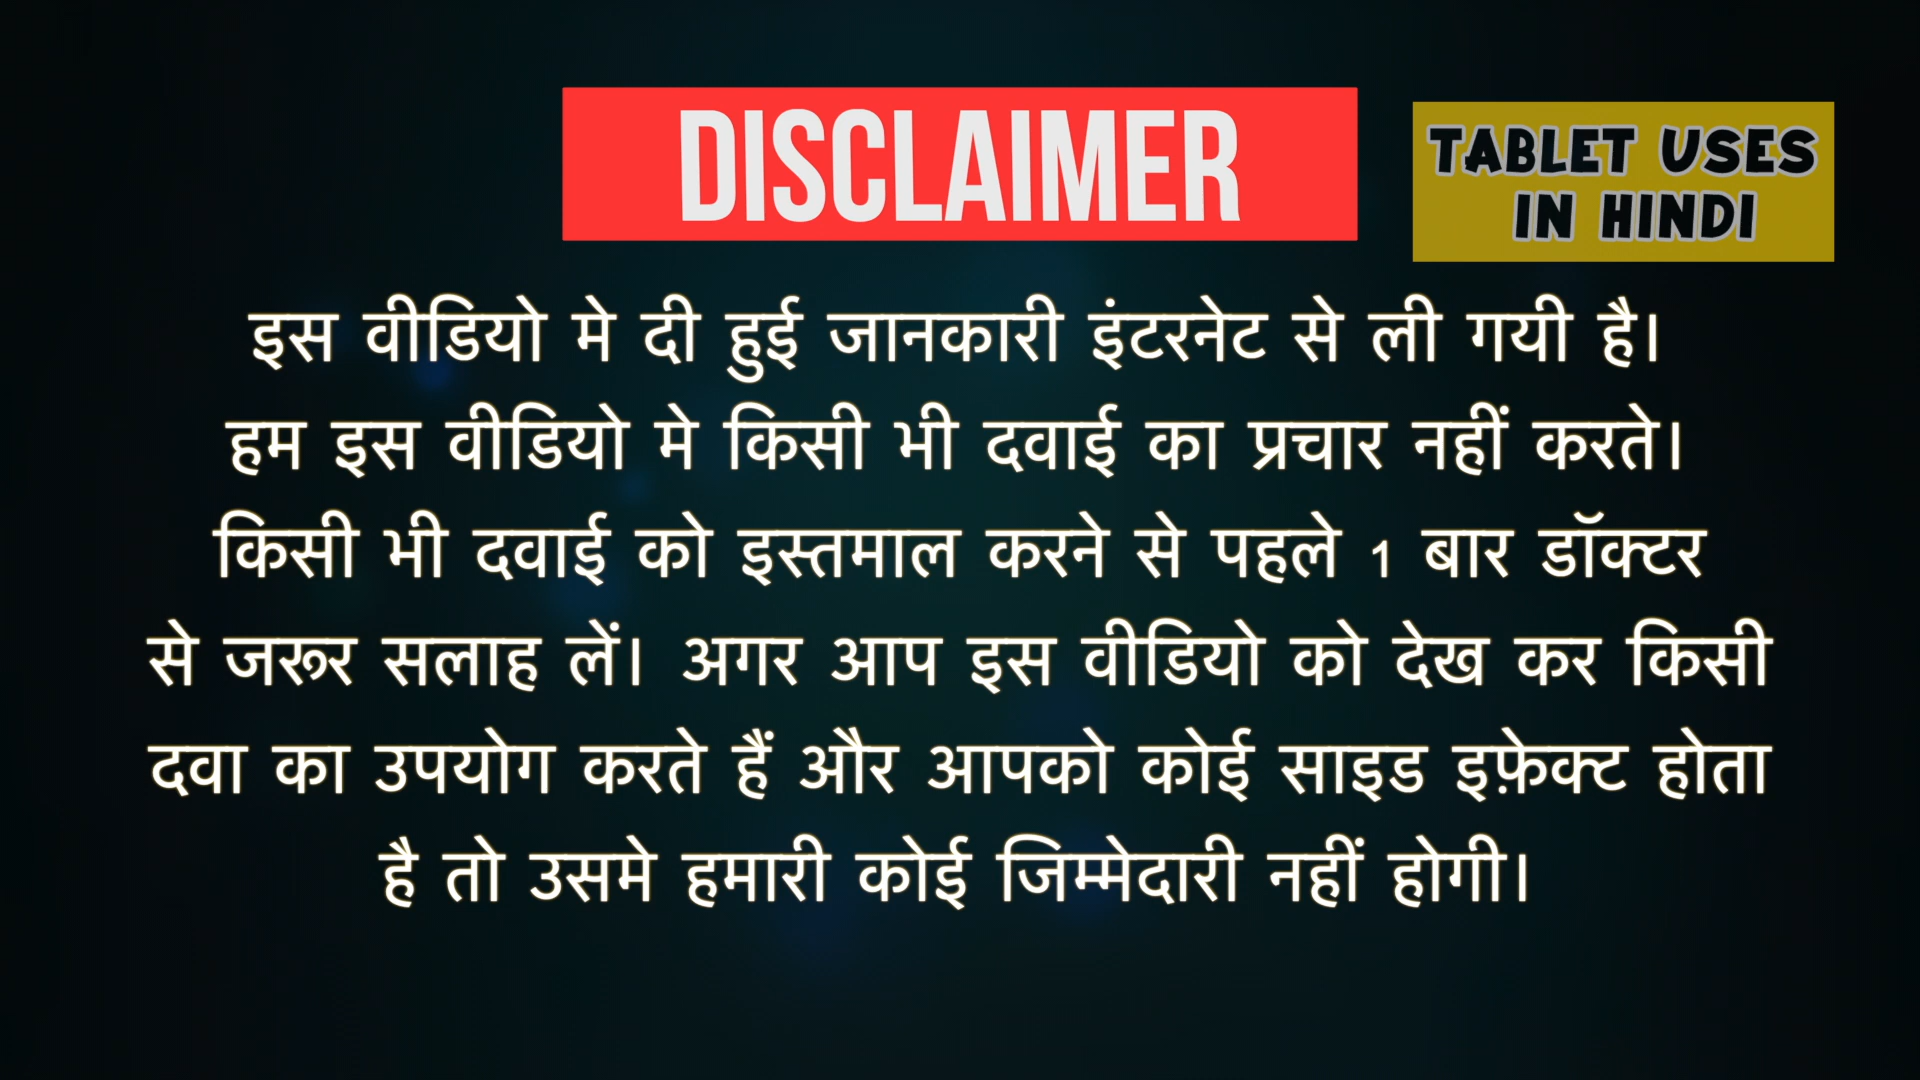 DISCLAIMER
TABLET USES
IN HINDI
इस वीडियो मे दी हुई जानकारी इंटरनेट से ली गयी है।
हम इस वीडियो मे किसी भी दवाई का प्रचार नहीं करते।
किसी भी दवाई को इस्तमाल करने से पहले 1 बार डॉक्टर
से जरूर सलाह लें। अगर आप इस वीडियो को देख कर किसी
दवा का उपयोग करते हैं और आपको कोई साइड इफ़ेक्ट होता
है तो उसमे हमारी कोई जिम्मेदारी नहीं होगी।